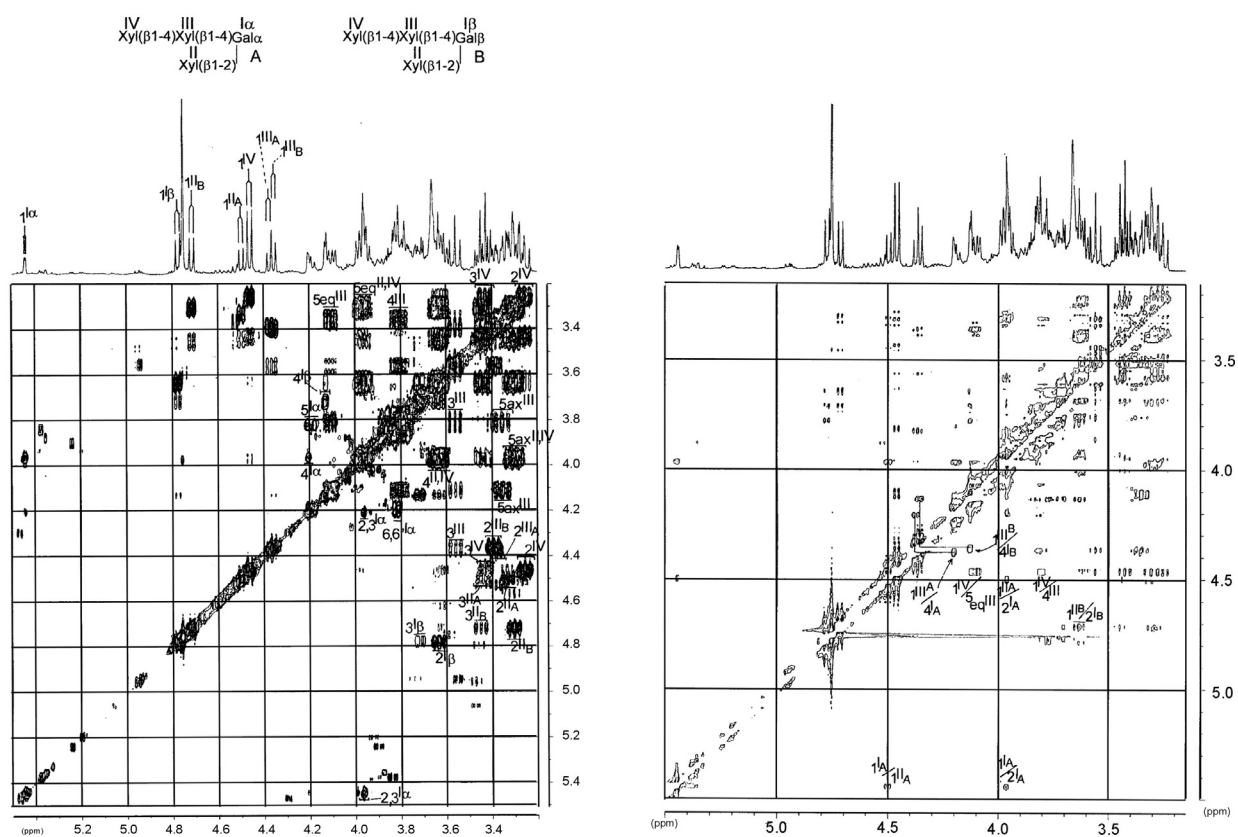 IV III Iα
Xyl(β1-4)Xyl(β1-4)Galα
II A
Xyl(β1-2)
IV III Iβ
Xyl(β1-4)Xyl(β1-4)Galβ
II B
Xyl(β1-2)
1Iα
1Iβ
1IIB
1IIA
1IV
1IIIA
1IIIB
3IV 2IV
5eqIII
5eqII,IV
4III
4Iβ
5Iα
3III
5axIII
5axII,IV
4Iα
4II,IV
5axIII
2,3Iα
6,6'Iα
3III
2IIB
2IIIA
3IV
2IV
3IIA
2IIA
3IIB
3Iβ
2Iβ
2IIB
2,3Iα
3.4
3.6
3.8
4.0
4.2
4.4
4.6
4.8
5.0
5.2
5.4
(ppm) 5.2 5.0 4.8 4.6 4.4 4.2 4.0 3.8 3.6 3.4
1IIIA/4IA
1IV/5eqIII
1IIA/2IA
1IV/4III
1IIB/2IB
1IA/1IIA
1IA/2IA
3.5
4.0
4.5
5.0
(ppm) 5.0 4.5 4.0 3.5
(ppm)